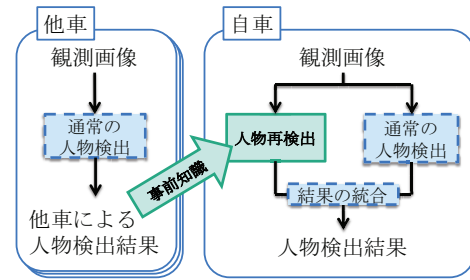 他車
観測画像
通常の
人物検出
他車による
人物検出結果
事前知識
自車
観測画像
人物再検出
通常の
人物検出
結果の統合
人物検出結果